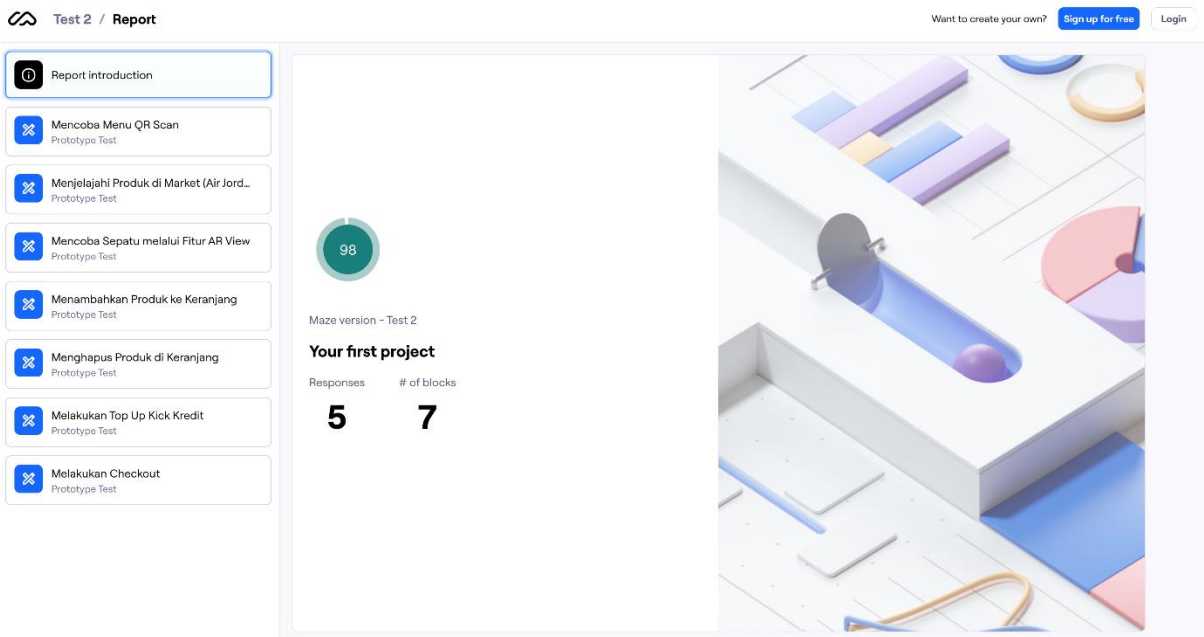 Test 2 / Report
Want to create your own?
Sign up for free
Login
Report introduction
Mencoba Menu QR Scan
Prototype Test
Menjelajahi Produk di Market (Air Jord...
Prototype Test
Mencoba Sepatu melalui Fitur AR View
Prototype Test
Menambahkan Produk ke Keranjang
Prototype Test
Menghapus Produk di Keranjang
Prototype Test
Melakukan Top Up Kick Kredit
Prototype Test
Melakukan Checkout
Prototype Test
98
Maze version - Test 2
Your first project
Responses # of blocks
5 7